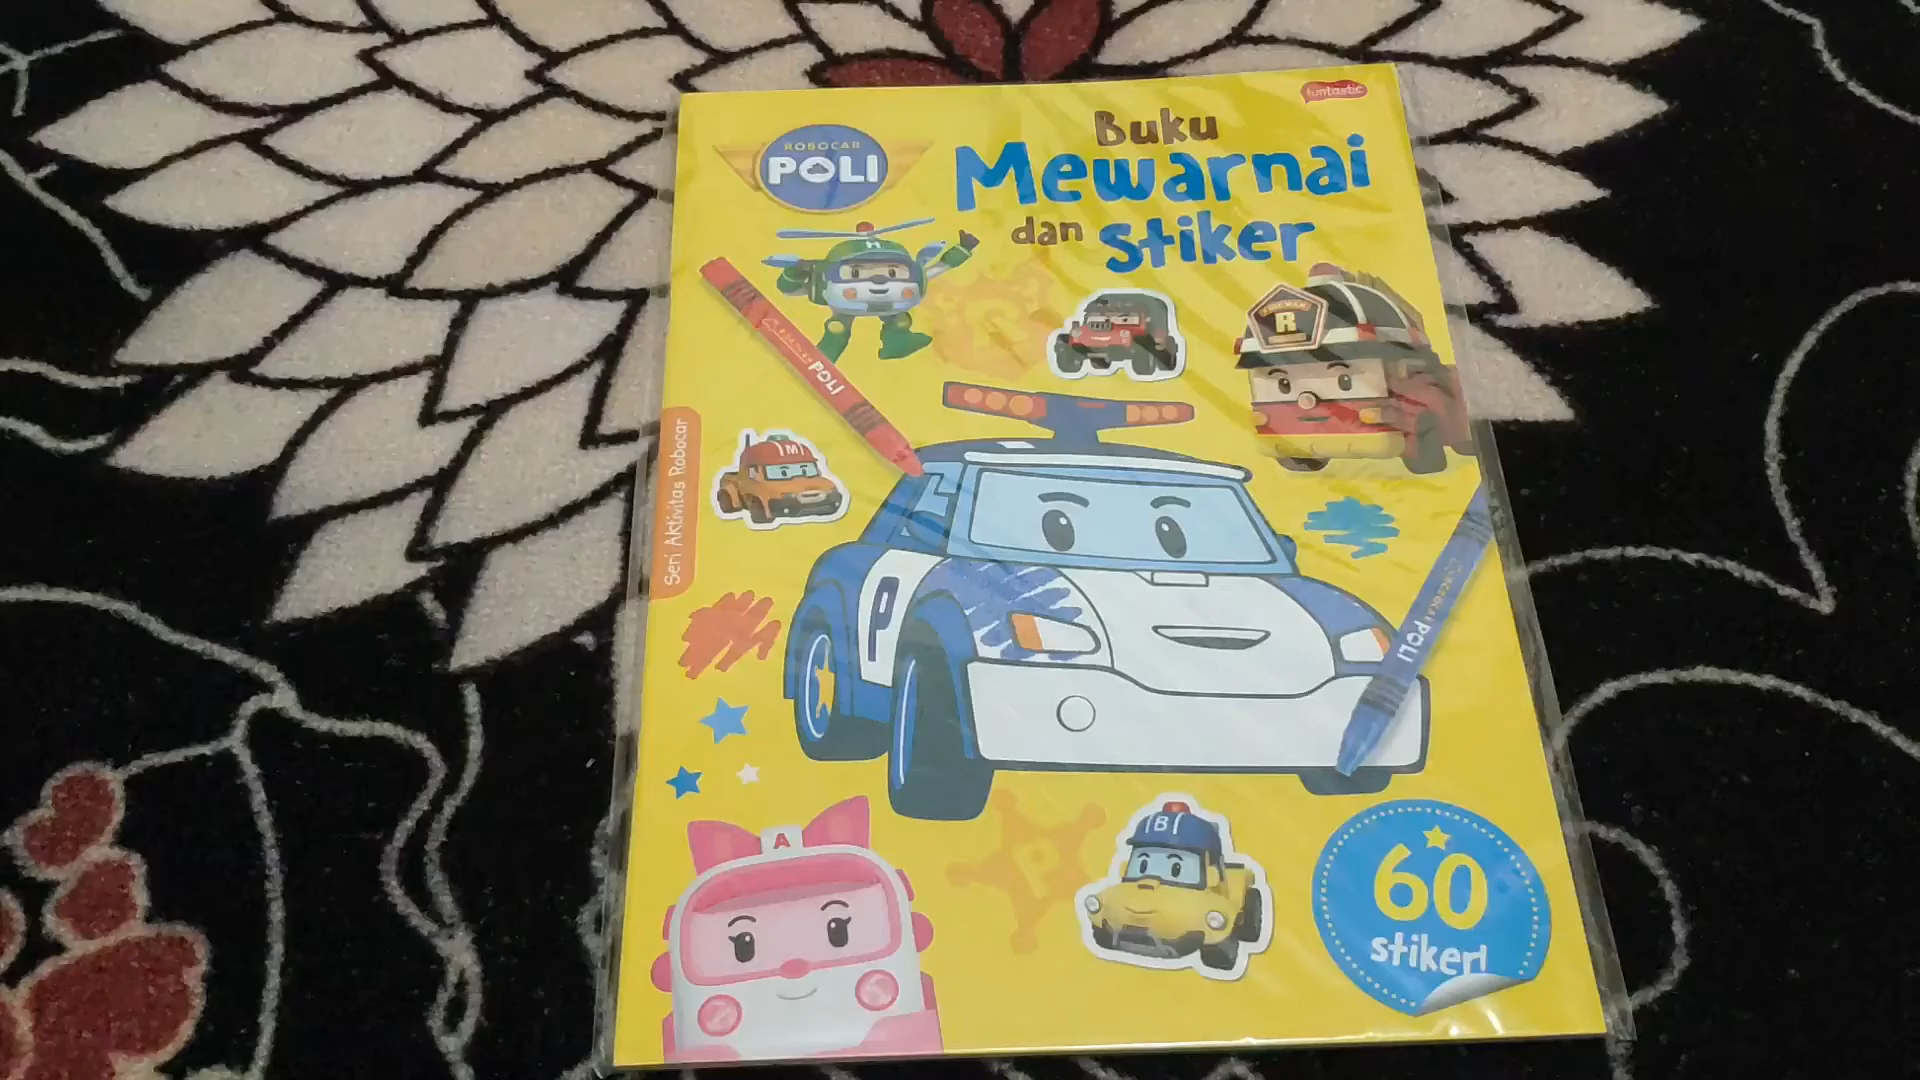 funtastic
ROBOCAR
POLI
Buku
Mewarnai
dan stiker
H
R
POLI
M
Seri Aktivitas Robocar
P
POLI
A
P
B
60
stiker!